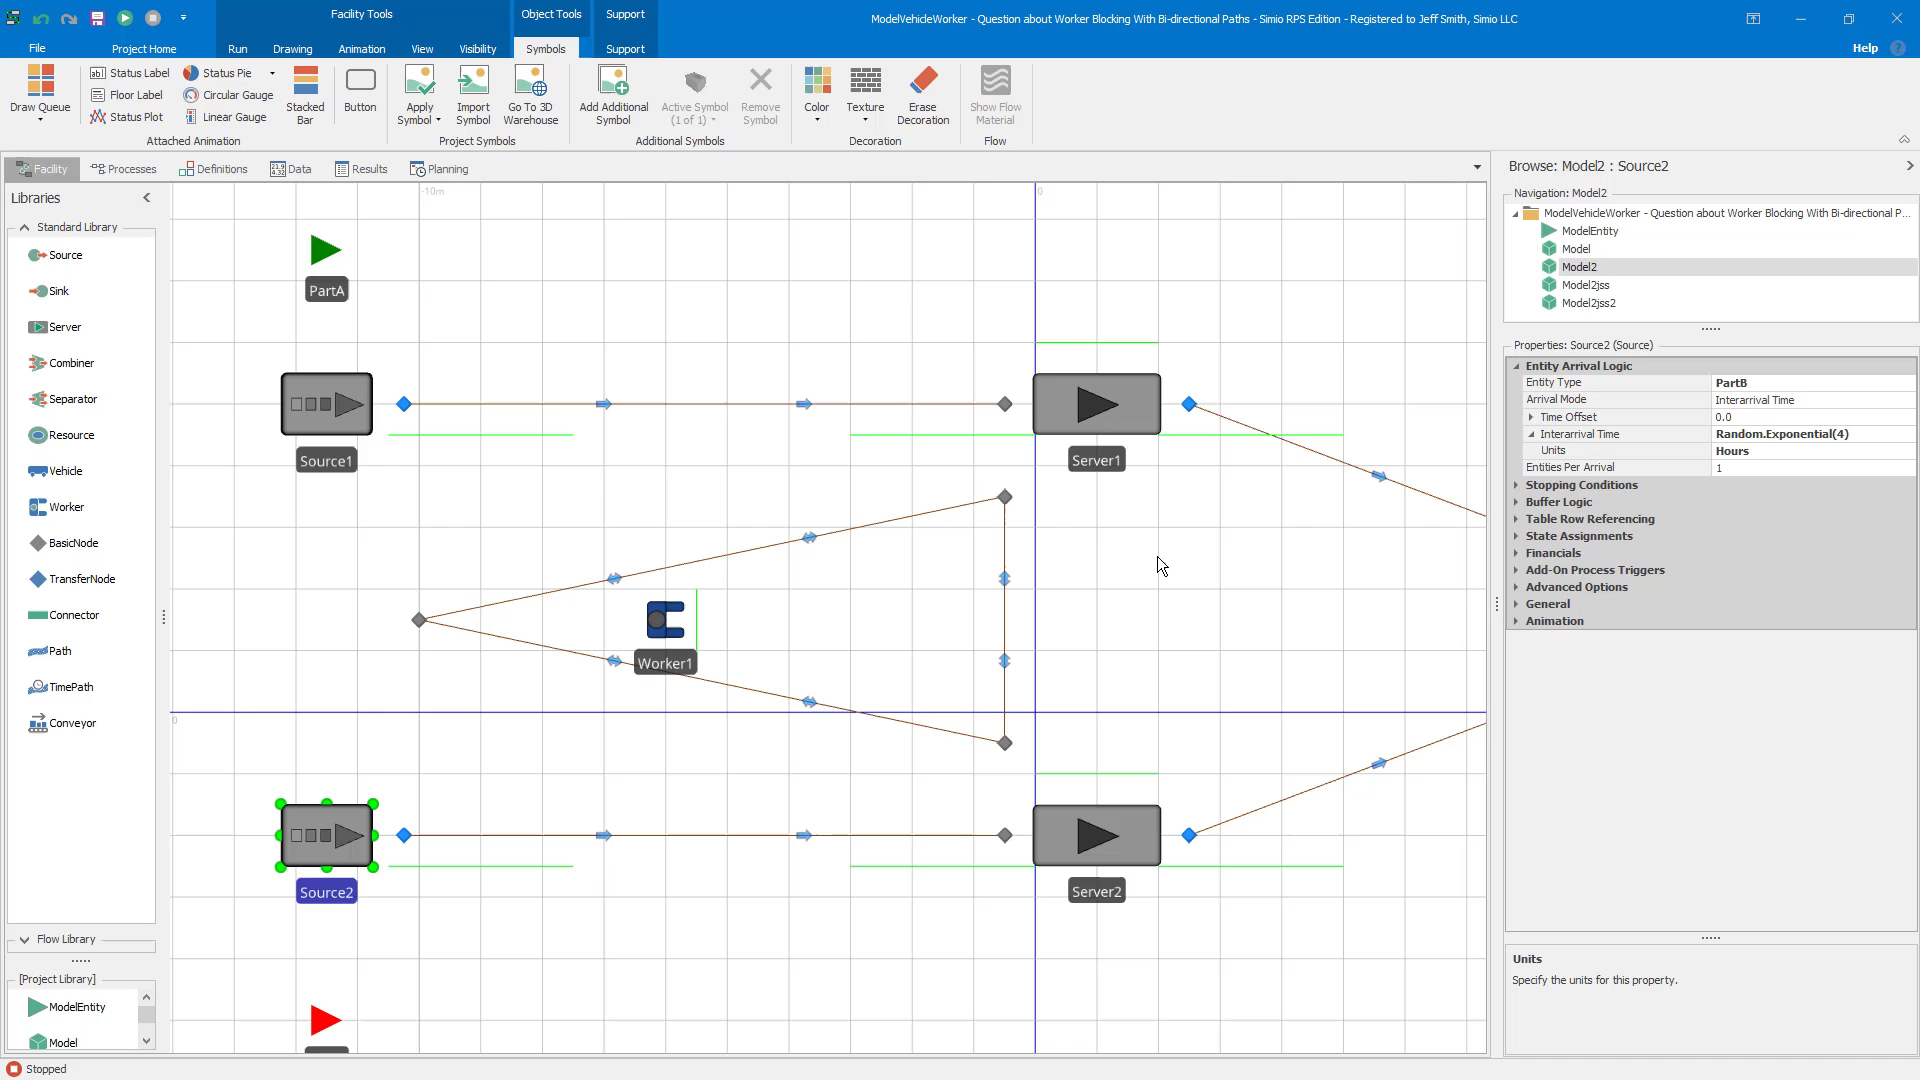 Facility Tools
Object Tools
Support
ModelVehicleWorker - Question about Worker Blocking With Bi-directional Paths - Simio RPS Edition - Registered to Jeff Smith, Simio LLC
File
Project Home
Run
Drawing
Animation
View
Visibility
Symbols
Support
Help
Draw Queue
Status Label
Floor Label
Status Plot
Status Pie
Circular Gauge
Linear Gauge
Stacked Bar
Button
Attached Animation
Apply Symbol
Import Symbol
Go To 3D Warehouse
Project Symbols
Add Additional Symbol
Active Symbol (1 of 1)
Remove Symbol
Additional Symbols
Color
Texture
Erase Decoration
Decoration
Show Flow Material
Flow
Facility
Processes
Definitions
Data
Results
Planning
Libraries
Standard Library
Source
Sink
Server
Combiner
Separator
Resource
Vehicle
Worker
BasicNode
TransferNode
Connector
Path
TimePath
Conveyor
Flow Library
[Project Library]
ModelEntity
Model
-10m
0
0
PartA
Source1
Server1
Worker1
Source2
Server2
Browse: Model2 : Source2
Navigation: Model2
ModelVehicleWorker - Question about Worker Blocking With Bi-directional P...
ModelEntity
Model
Model2
Model2jss
Model2jss2
Properties: Source2 (Source)
Entity Arrival Logic
Entity Type PartB
Arrival Mode Interarrival Time
Time Offset 0.0
Interarrival Time Random.Exponential(4)
Units Hours
Entities Per Arrival 1
Stopping Conditions
Buffer Logic
Table Row Referencing
State Assignments
Financials
Add-On Process Triggers
Advanced Options
General
Animation
Units
Specify the units for this property.
Stopped